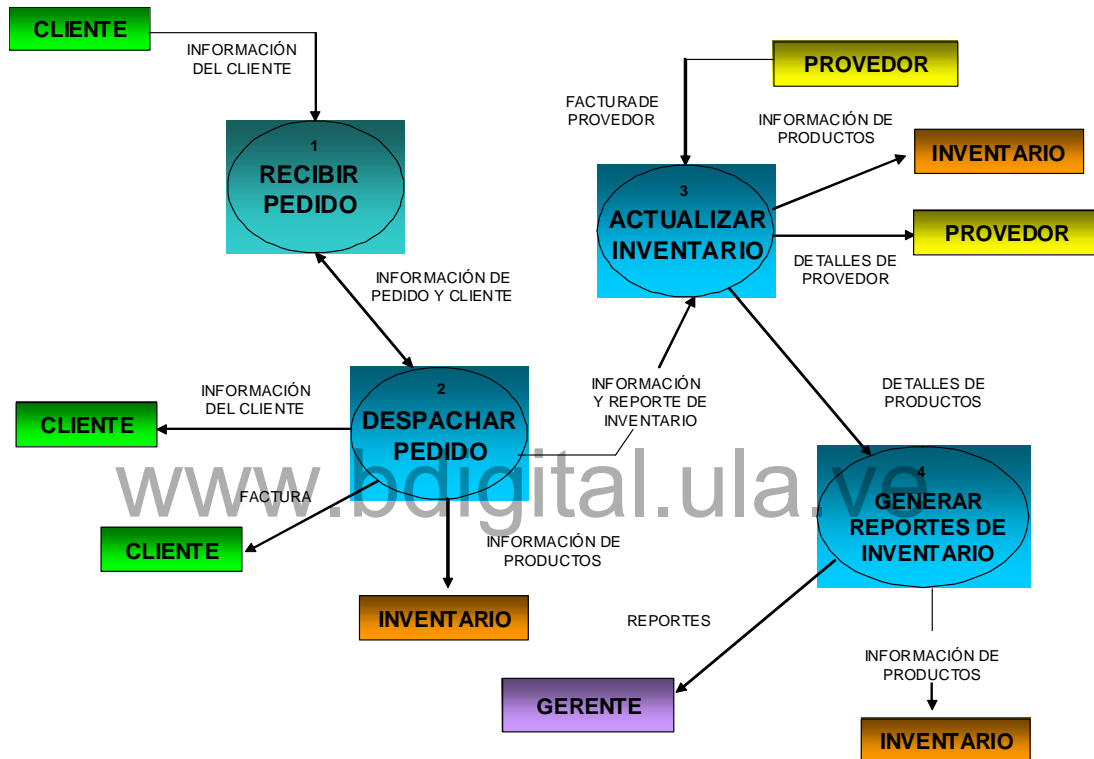 CLIENTE
INFORMACIÓN
DEL CLIENTE
1
RECIBIR
PEDIDO
INFORMACIÓN DE
PEDIDO Y CLIENTE
PROVEDOR
FACTURA DE
PROVEDOR
INFORMACIÓN DE
PRODUCTOS
INVENTARIO
3
ACTUALIZAR
INVENTARIO
PROVEDOR
DETALLES DE
PROVEDOR
2
DESPACHAR
PEDIDO
INFORMACIÓN
DEL CLIENTE
CLIENTE
INFORMACIÓN
Y REPORTE DE
INVENTARIO
DETALLES DE
PRODUCTOS
www.bdigital.ula.ve
FACTURA
CLIENTE
INFORMACIÓN DE
PRODUCTOS
INVENTARIO
4
GENERAR
REPORTES DE
INVENTARIO
REPORTES
GERENTE
INFORMACIÓN DE
PRODUCTOS
INVENTARIO